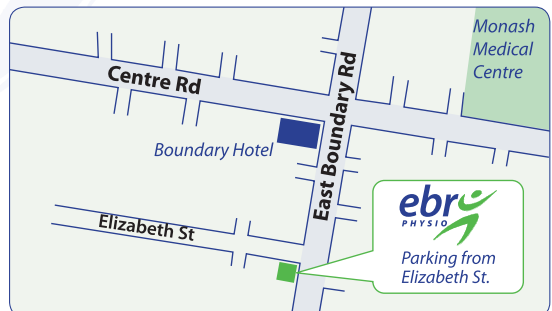 Monash
Medical
Centre
Centre Rd
East Boundary Rd
Boundary Hotel
Elizabeth St
ebr
PHYSIO
Parking from
Elizabeth St.